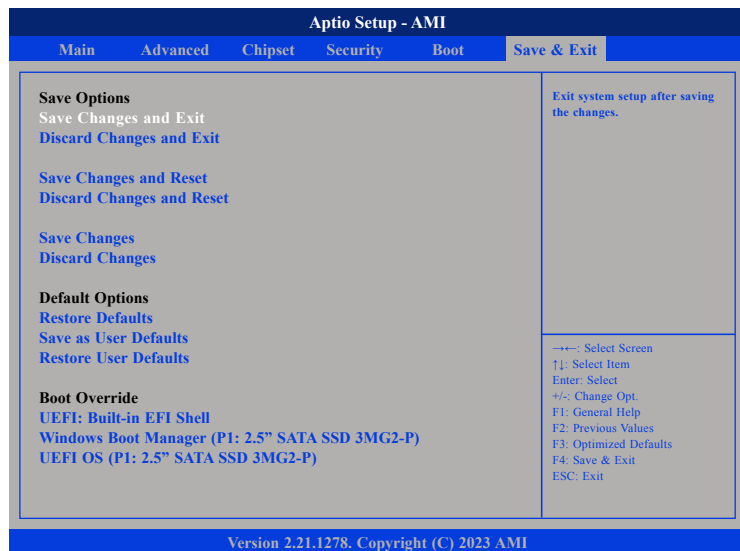 Aptio Setup - AMI
Main Advanced Chipset Security Boot Save & Exit
Save Options
Save Changes and Exit
Discard Changes and Exit
Save Changes and Reset
Discard Changes and Reset
Save Changes
Discard Changes
Default Options
Restore Defaults
Save as User Defaults
Restore User Defaults
Boot Override
UEFI: Built-in EFI Shell
Windows Boot Manager (P1: 2.5” SATA SSD 3MG2-P)
UEFI OS (P1: 2.5” SATA SSD 3MG2-P)
Exit system setup after saving
the changes.
→←: Select Screen
↑↓: Select Item
Enter: Select
+/-: Change Opt.
F1: General Help
F2: Previous Values
F3: Optimized Defaults
F4: Save & Exit
ESC: Exit
Version 2.21.1278. Copyright (C) 2023 AMI